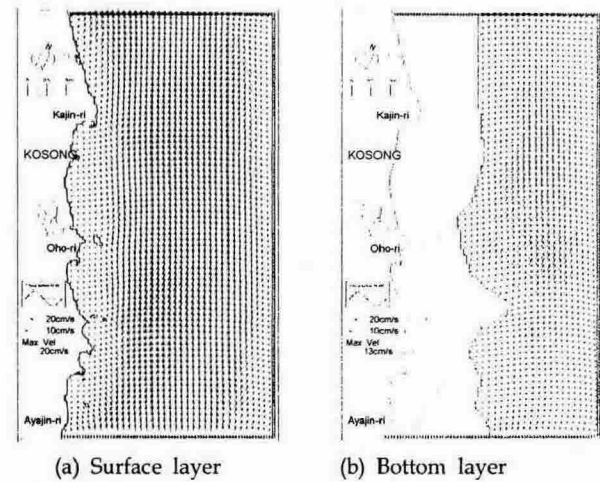 Kajin-ri
KOSONG
Oho-ri
20cm/s
10cm/s
Max Vel
20cm/s
Ayajin-ri
(a) Surface layer
Kajin-ri
KOSONG
Oho-ri
20cm/s
10cm/s
Max Vel
13cm/s
Ayajin-ri
(b) Bottom layer